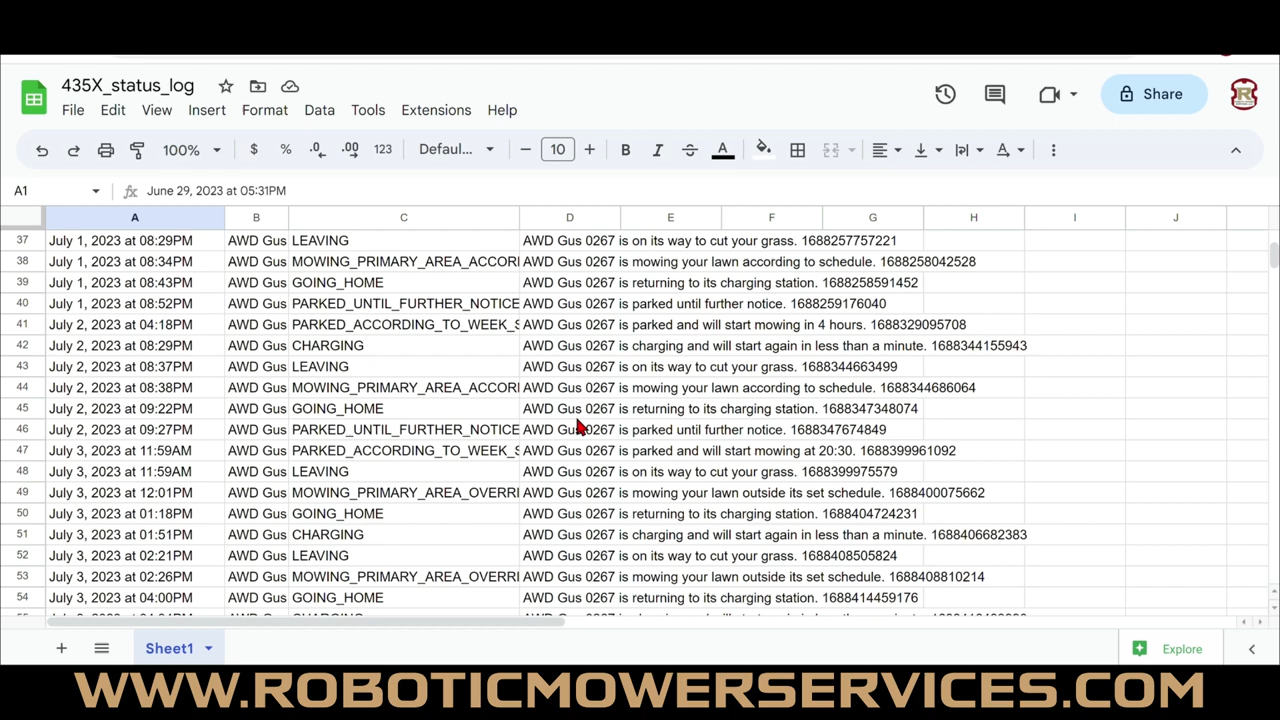 435X_status_log
File Edit View Insert Format Data Tools Extensions Help
Share
100% $ % .0 .00 123 Defaul... 10 B I A
A1 fx June 29, 2023 at 05:31PM
A B C D E F G H I J
37 July 1, 2023 at 08:29PM AWD Gus LEAVING AWD Gus 0267 is on its way to cut your grass. 1688257757221
38 July 1, 2023 at 08:34PM AWD Gus MOWING_PRIMARY_AREA_ACCOR AWD Gus 0267 is mowing your lawn according to schedule. 1688258042528
39 July 1, 2023 at 08:43PM AWD Gus GOING_HOME AWD Gus 0267 is returning to its charging station. 1688258591452
40 July 1, 2023 at 08:52PM AWD Gus PARKED_UNTIL_FURTHER_NOTICE AWD Gus 0267 is parked until further notice. 1688259176040
41 July 2, 2023 at 04:18PM AWD Gus PARKED_ACCORDING_TO_WEEK_S AWD Gus 0267 is parked and will start mowing in 4 hours. 1688329095708
42 July 2, 2023 at 08:29PM AWD Gus CHARGING AWD Gus 0267 is charging and will start again in less than a minute. 1688344155943
43 July 2, 2023 at 08:37PM AWD Gus LEAVING AWD Gus 0267 is on its way to cut your grass. 1688344663499
44 July 2, 2023 at 08:38PM AWD Gus MOWING_PRIMARY_AREA_ACCOR AWD Gus 0267 is mowing your lawn according to schedule. 1688344686064
45 July 2, 2023 at 09:22PM AWD Gus GOING_HOME AWD Gus 0267 is returning to its charging station. 1688347348074
46 July 2, 2023 at 09:27PM AWD Gus PARKED_UNTIL_FURTHER_NOTICE AWD Gus 0267 is parked until further notice. 1688347674849
47 July 3, 2023 at 11:59AM AWD Gus PARKED_ACCORDING_TO_WEEK_S AWD Gus 0267 is parked and will start mowing at 20:30. 1688399961092
48 July 3, 2023 at 11:59AM AWD Gus LEAVING AWD Gus 0267 is on its way to cut your grass. 1688399975579
49 July 3, 2023 at 12:01PM AWD Gus MOWING_PRIMARY_AREA_OVERRI AWD Gus 0267 is mowing your lawn outside its set schedule. 1688400075662
50 July 3, 2023 at 01:18PM AWD Gus GOING_HOME AWD Gus 0267 is returning to its charging station. 1688404724231
51 July 3, 2023 at 01:51PM AWD Gus CHARGING AWD Gus 0267 is charging and will start again in less than a minute. 1688406682383
52 July 3, 2023 at 02:21PM AWD Gus LEAVING AWD Gus 0267 is on its way to cut your grass. 1688408505824
53 July 3, 2023 at 02:26PM AWD Gus MOWING_PRIMARY_AREA_OVERRI AWD Gus 0267 is mowing your lawn outside its set schedule. 1688408810214
54 July 3, 2023 at 04:00PM AWD Gus GOING_HOME AWD Gus 0267 is returning to its charging station. 1688414459176
Sheet1
Explore
WWW.ROBOTICMOWERSERVICES.COM